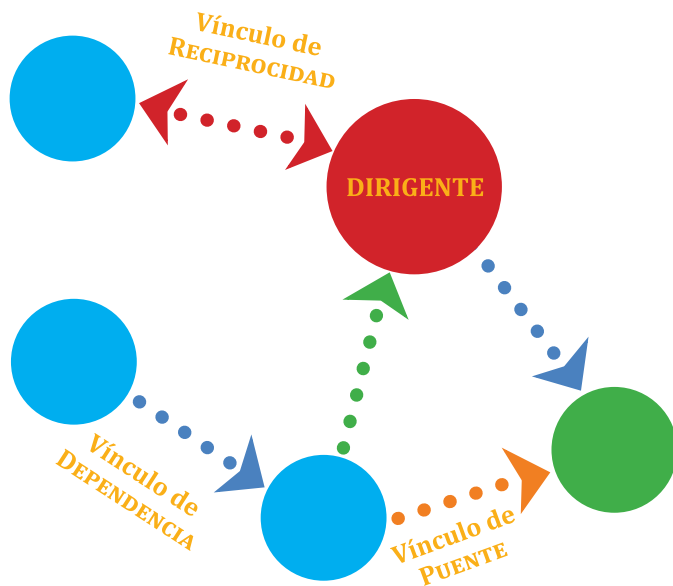 Vínculo de
RECIPROCIDAD
DIRIGENTE
Vínculo de
DEPENDENCIA
Vínculo de
PUENTE